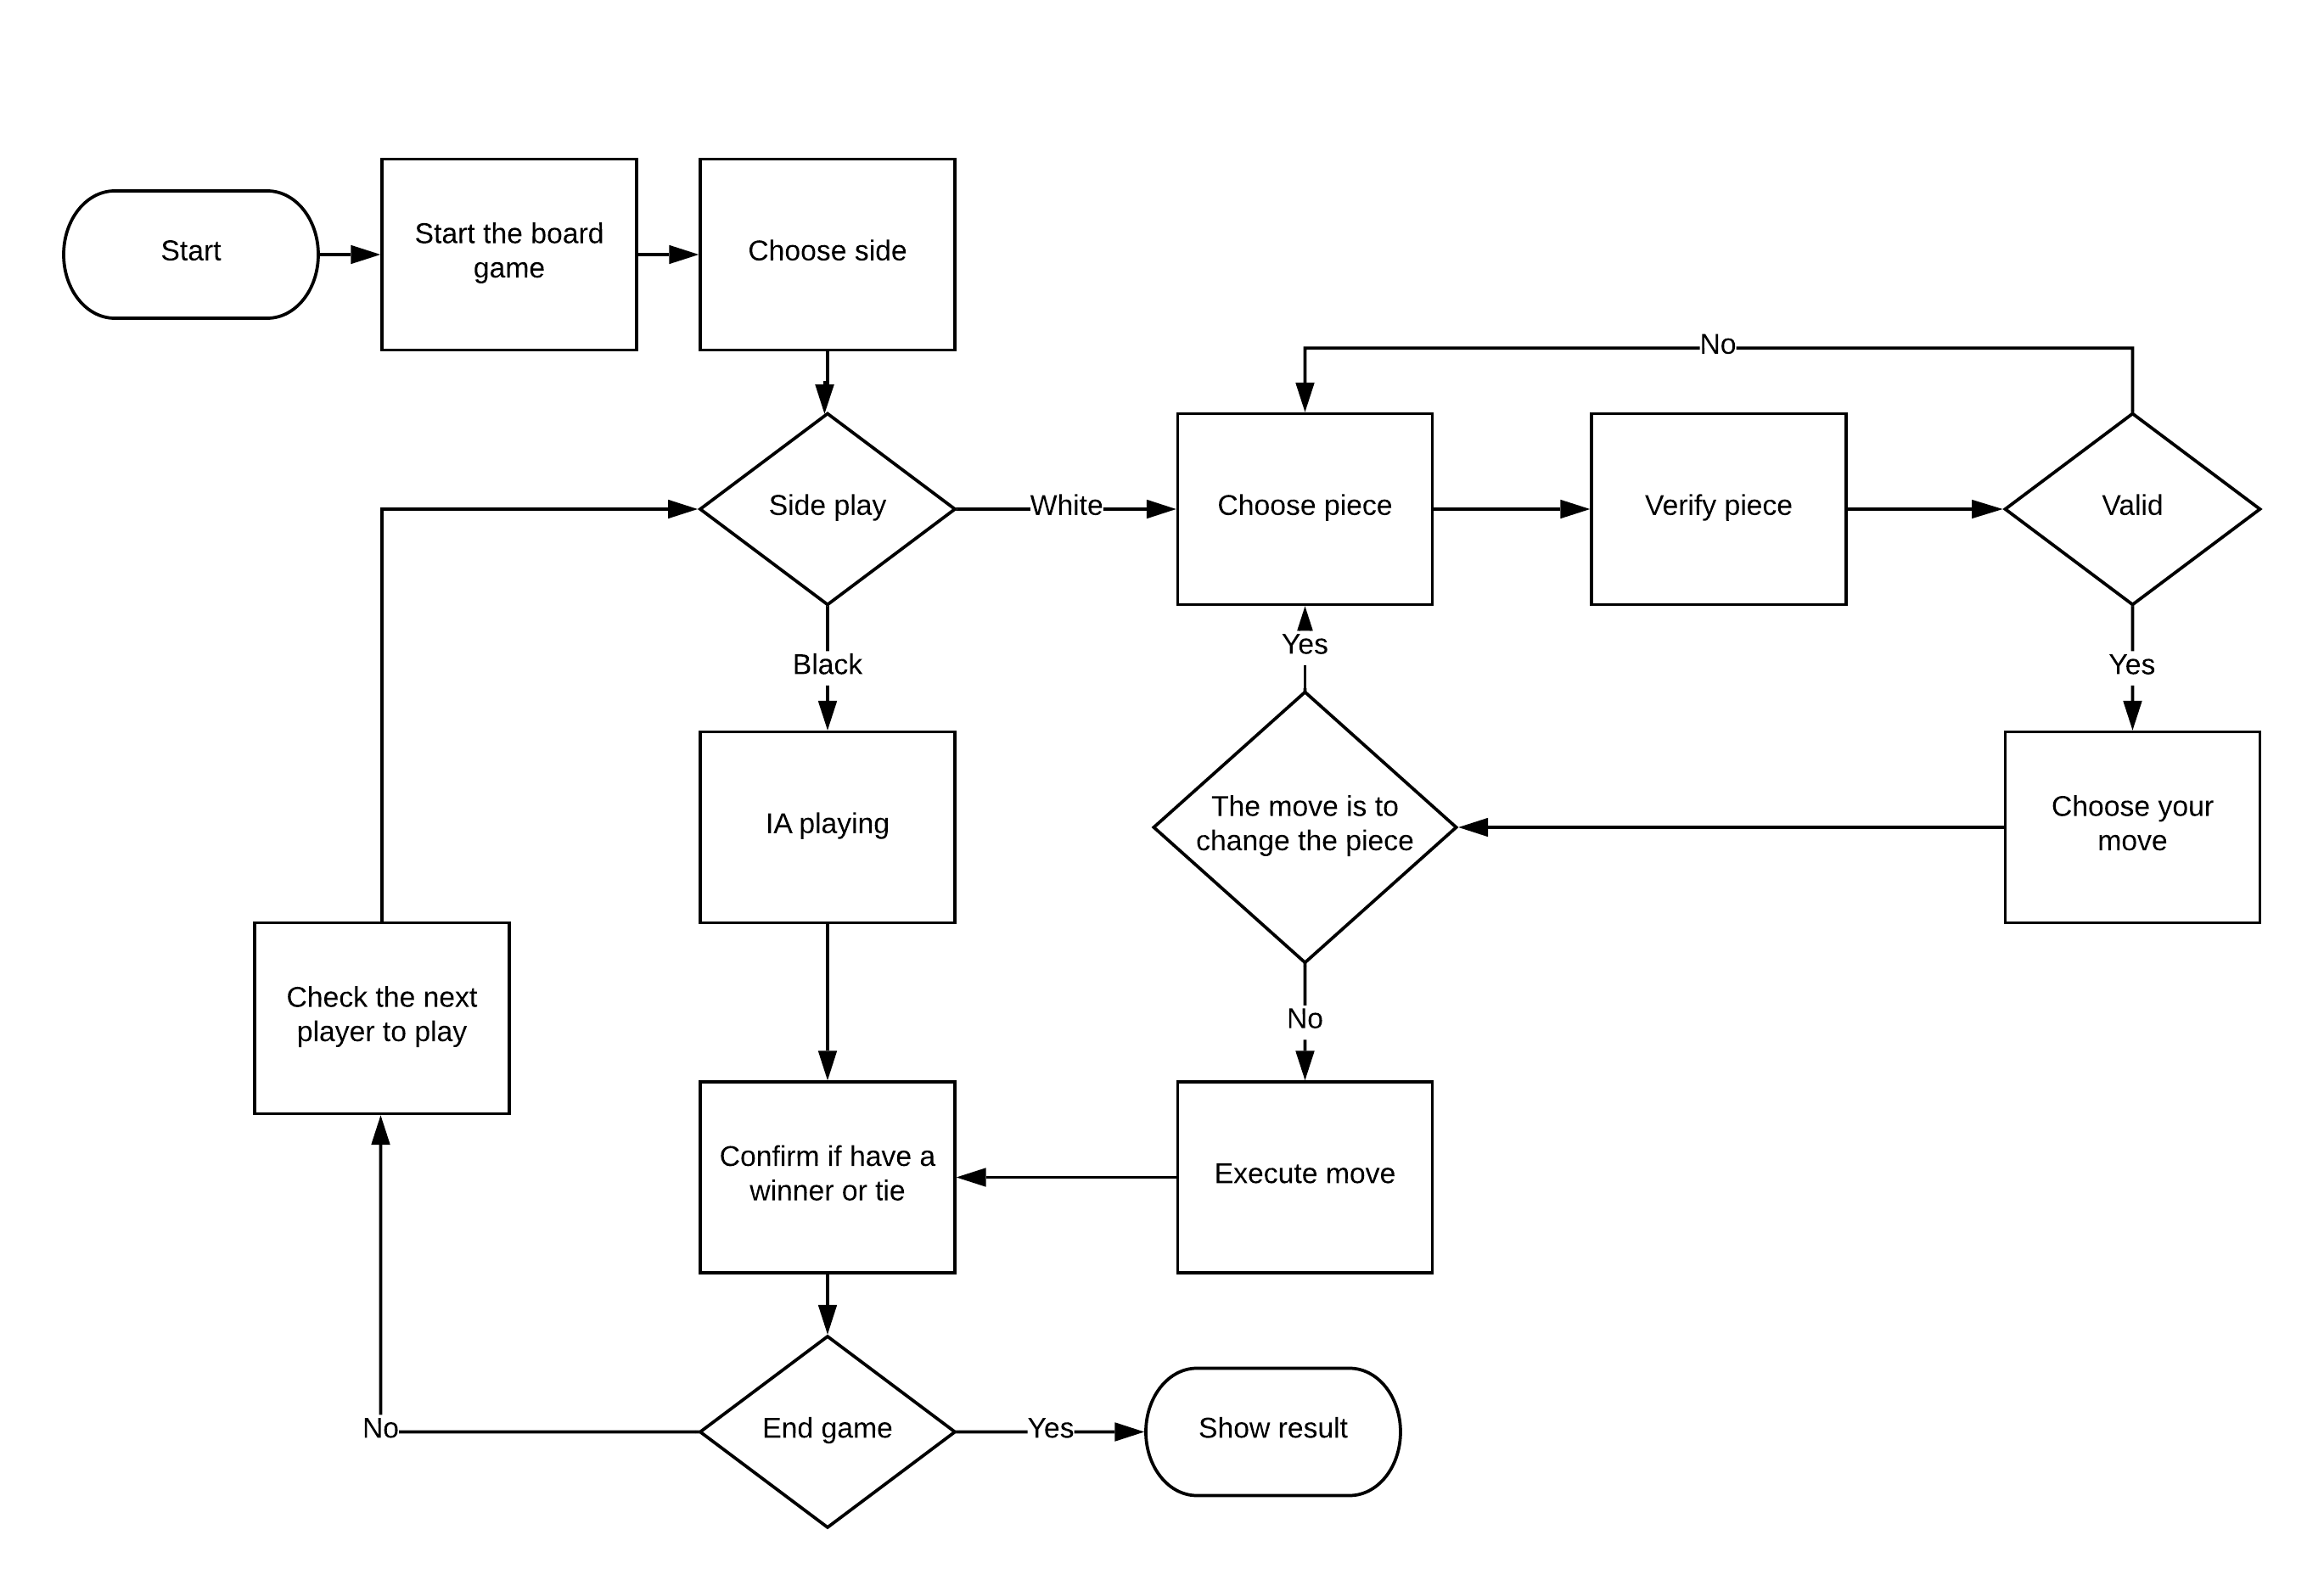 Start
Start the board
game
Choose side
No
Side play
White
Choose piece
Verify piece
Valid
Black
Yes
Yes
IA playing
The move is to
change the piece
Choose your
move
Check the next
player to play
No
Confirm if have a
winner or tie
Execute move
No
End game
Yes
Show result